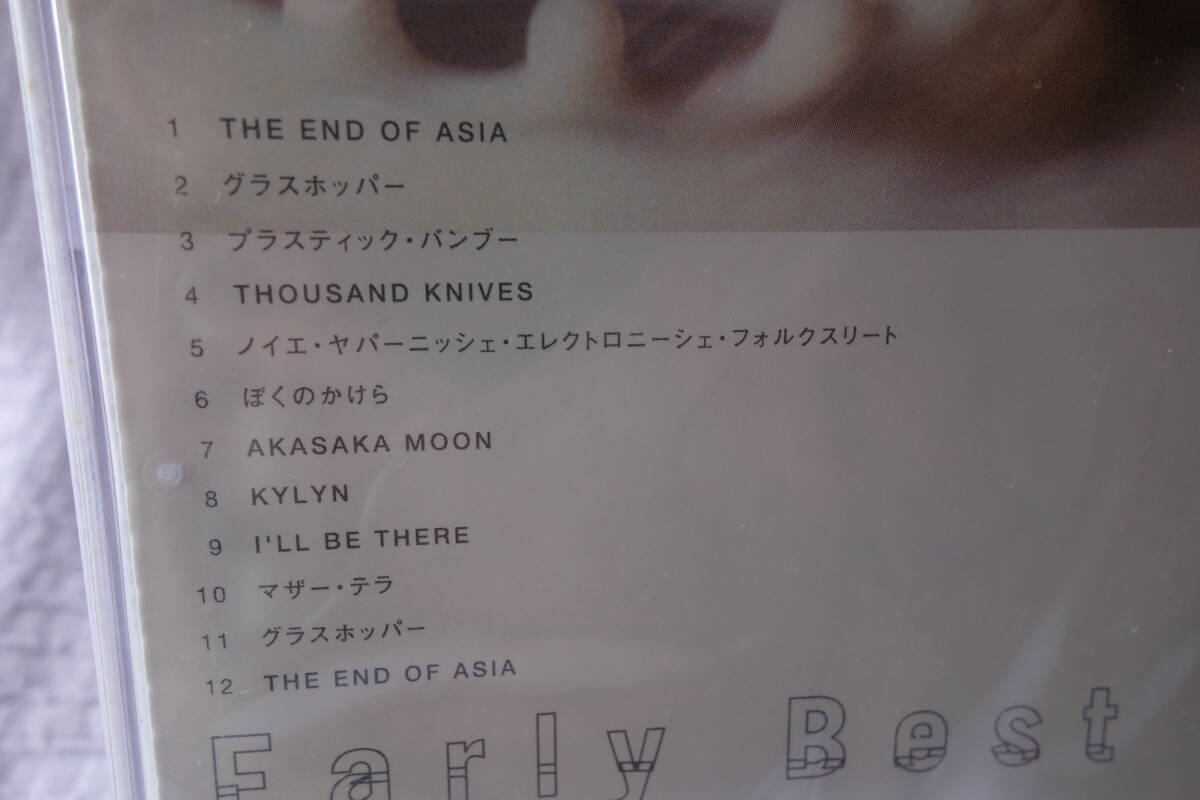 1 THE END OF ASIA
2 グラスホッパー
3 プラスティック・バンブー
4 THOUSAND KNIVES
5 ノイエ・ヤパーニッシェ・エレクトロニーシェ・フォルクスリート
6 ぼくのかけら
7 AKASAKA MOON
8 KYLYN
9 I'LL BE THERE
10 マザー・テラ
11 グラスホッパー
12 THE END OF ASIA
Early Best